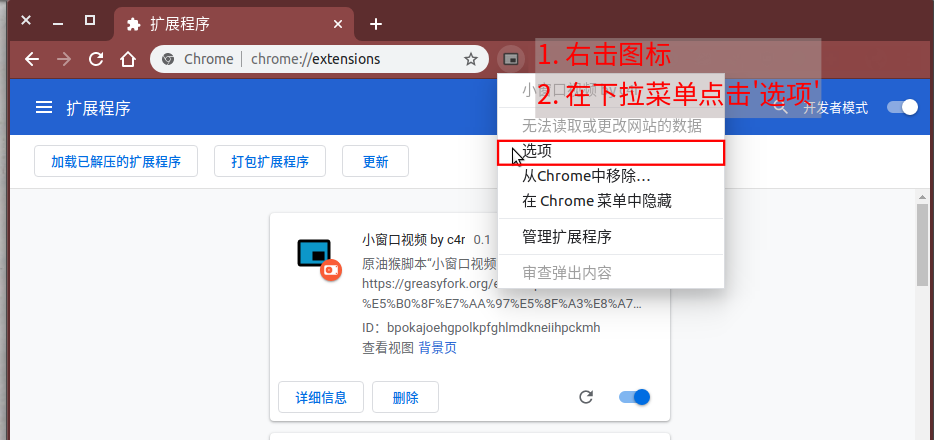 扩展程序
Chrome | chrome://extensions
1. 右击图标
2. 在下拉菜单点击'选项'
小窗口视频 by
扩展程序
开发者模式
无法读取或更改网站的数据
选项
从Chrome中移除...
在 Chrome 菜单中隐藏
管理扩展程序
审查弹出内容
加载已解压的扩展程序
打包扩展程序
更新
小窗口视频 by c4r 0.1
原油猴脚本“小窗口视频
https://greasyfork.org/
%E5%B0%8F%E7%AA%97%E5%8F%A3%E8%A7...
ID：bpokajoehgpolkpfghlmdkneiihpckmh
查看视图 背景页
详细信息
删除